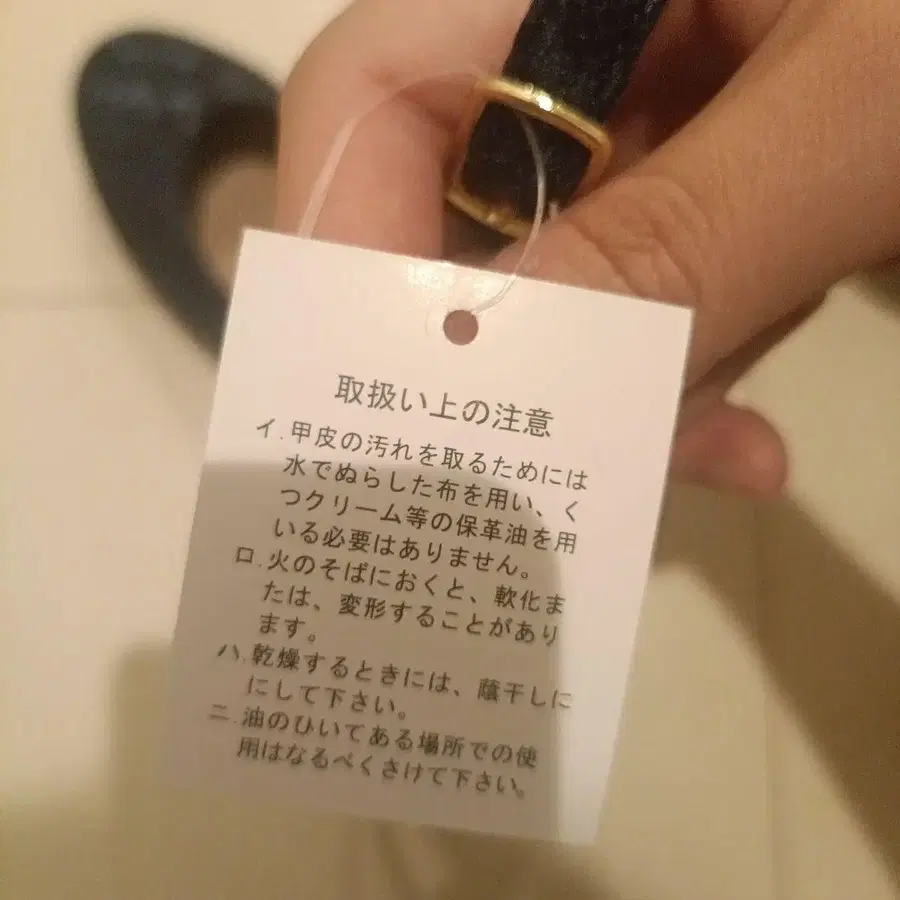 取扱い上の注意
イ.甲皮の汚れを取るためには
水でぬらした布を用い、く
つクリーム等の保革油を用
いる必要はありません。
ロ.火のそばにおくと、軟化ま
たは、変形することがあり
ます。
ハ.乾燥するときには、蔭干しに
にして下さい。
ニ.油のひいてある場所での使
用はなるべくさけて下さい。